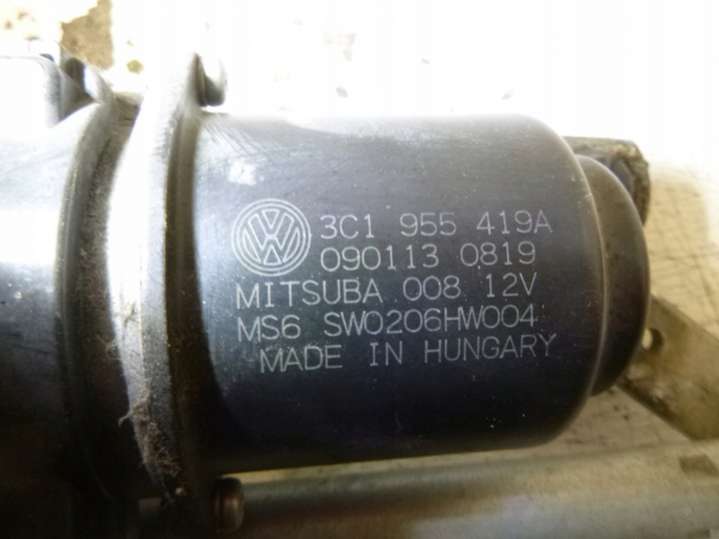 3C1 955 419A
090113 0819
MITSUBA 008 12V
MS6 SW0206HW004
MADE IN HUNGARY